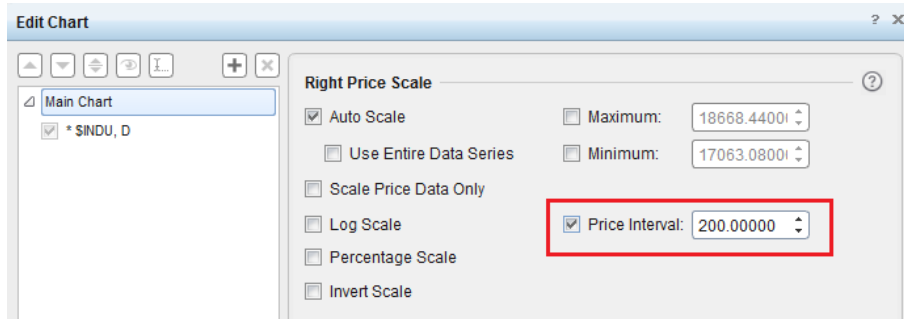 Edit Chart ? X
I...
Main Chart
* $INDU, D
Right Price Scale ?
Auto Scale Maximum: 18668.4400
Use Entire Data Series Minimum: 17063.0800
Scale Price Data Only
Log Scale Price Interval: 200.00000
Percentage Scale
Invert Scale